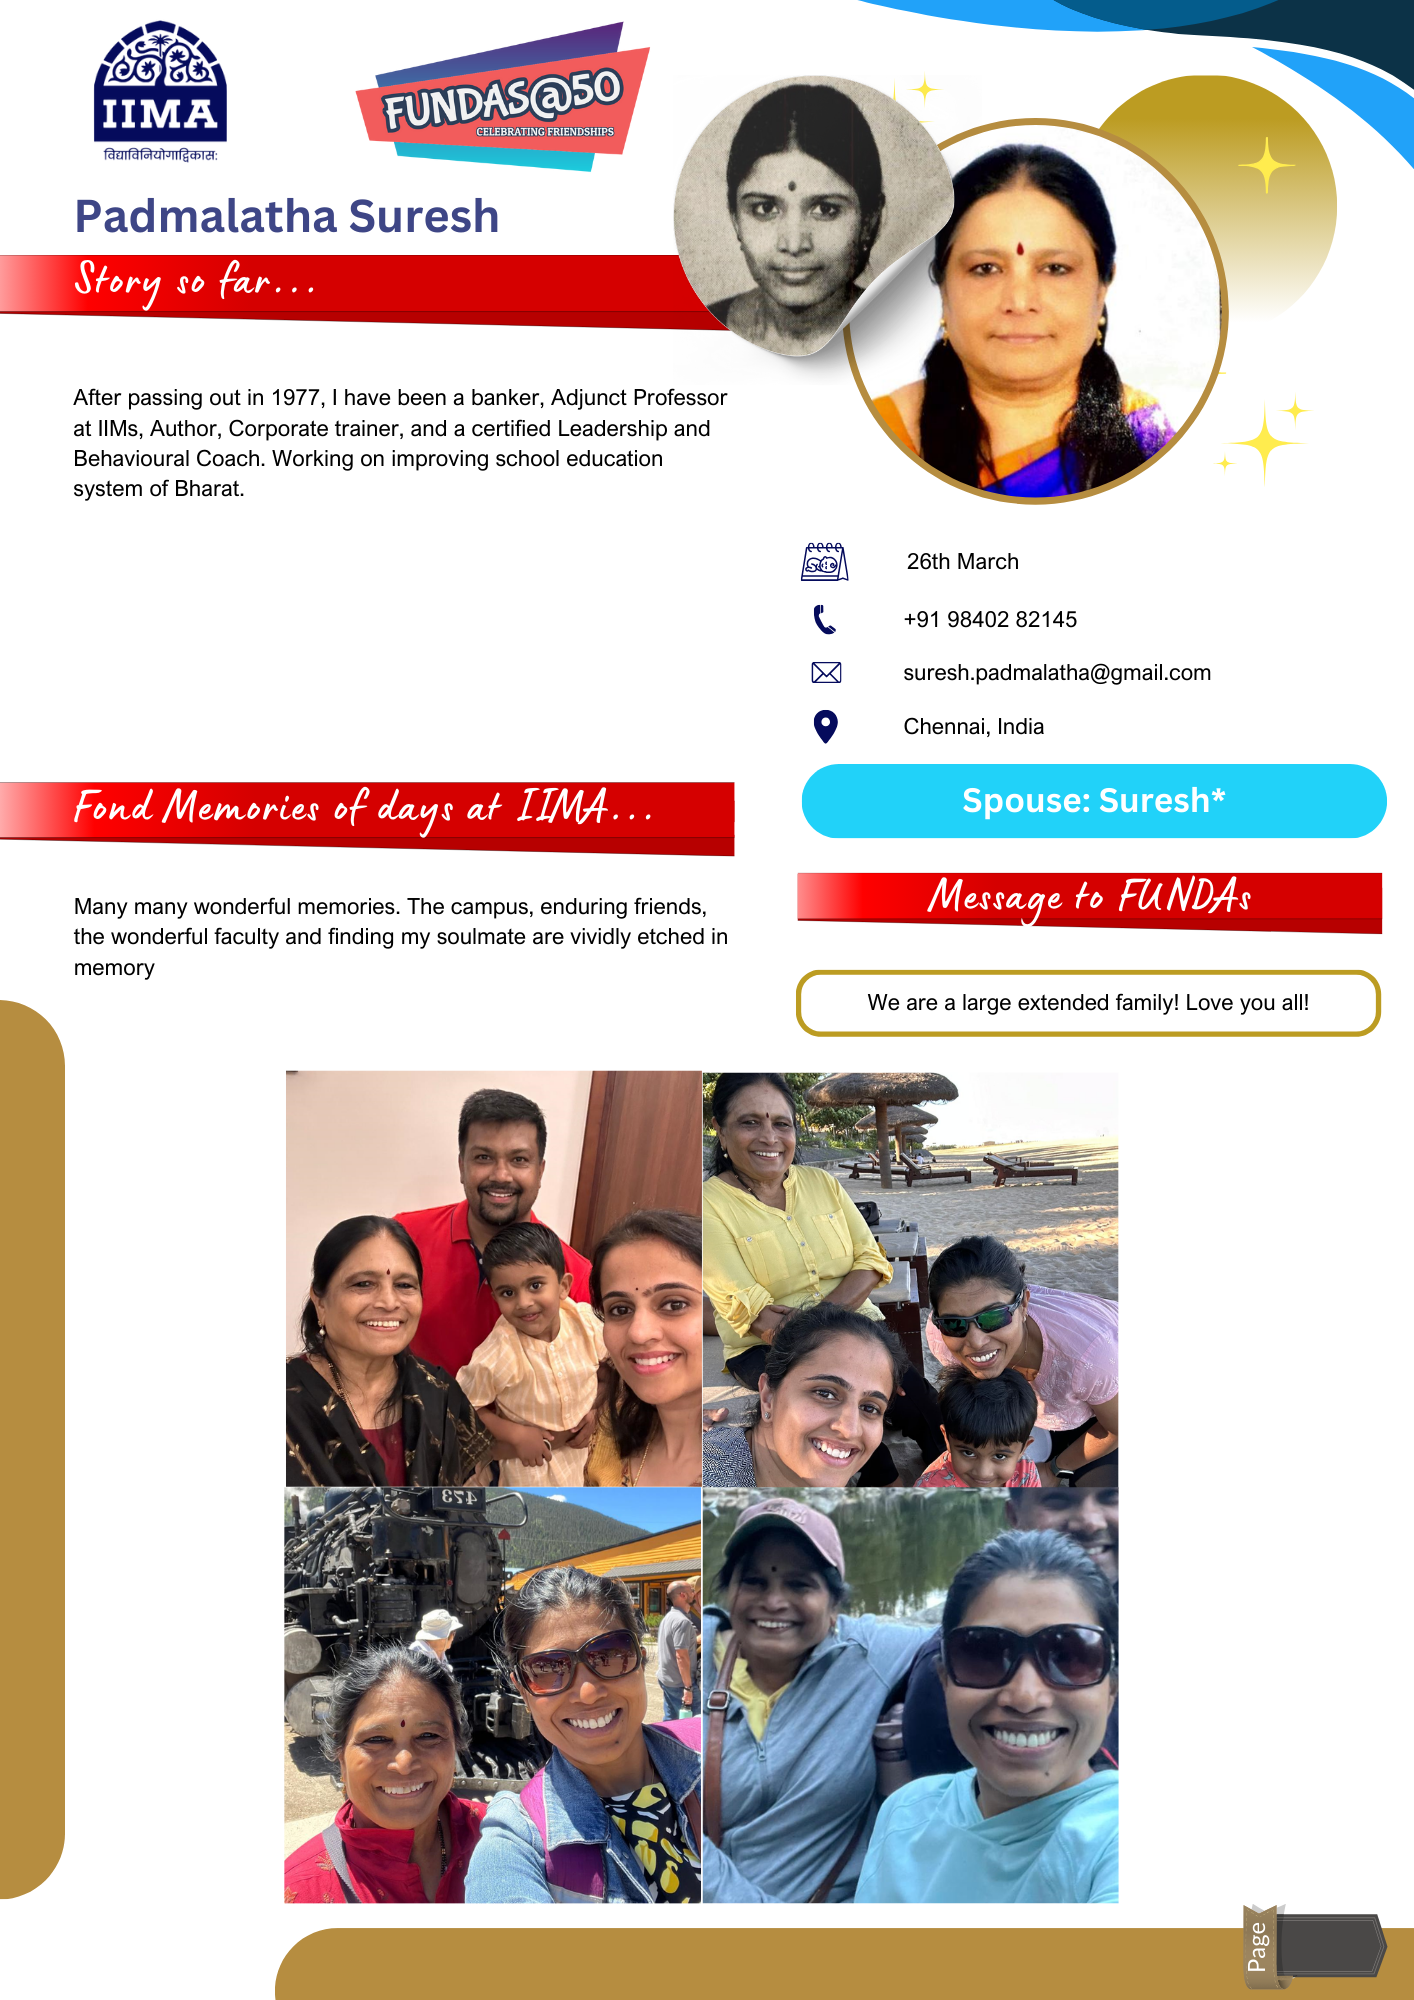 IIMA
विद्याविनियोगाद्विकास:
FUNDAS@50
CELEBRATING FRIENDSHIPS
Padmalatha Suresh
Story so far...
After passing out in 1977, I have been a banker, Adjunct Professor
at IIMs, Author, Corporate trainer, and a certified Leadership and
Behavioural Coach. Working on improving school education
system of Bharat.
26th March
+91 98402 82145
suresh.padmalatha@gmail.com
Chennai, India
Spouse: Suresh*
Fond Memories of days at IIMA...
Many many wonderful memories. The campus, enduring friends,
the wonderful faculty and finding my soulmate are vividly etched in
memory
Message to FUNDAs
We are a large extended family! Love you all!
473
Page